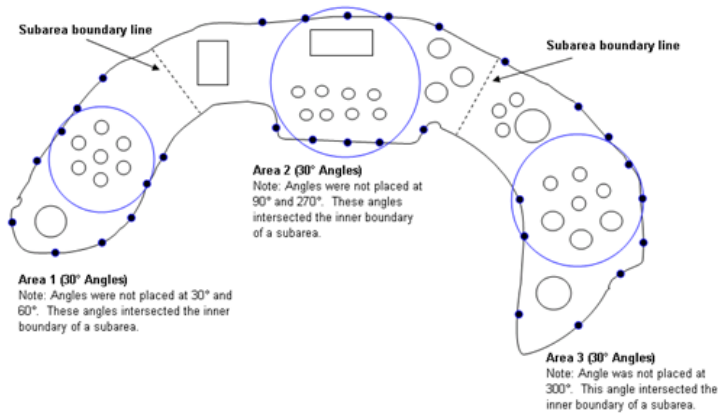 Subarea boundary line
Subarea boundary line
Area 2 (30° Angles)
Note: Angles were not placed at
90° and 270°. These angles
intersected the inner boundary
of a subarea.
Area 1 (30° Angles)
Note: Angles were not placed at 30° and
60°. These angles intersected the inner
boundary of a subarea.
Area 3 (30° Angles)
Note: Angle was not placed at
300°. This angle intersected the
inner boundary of a subarea.